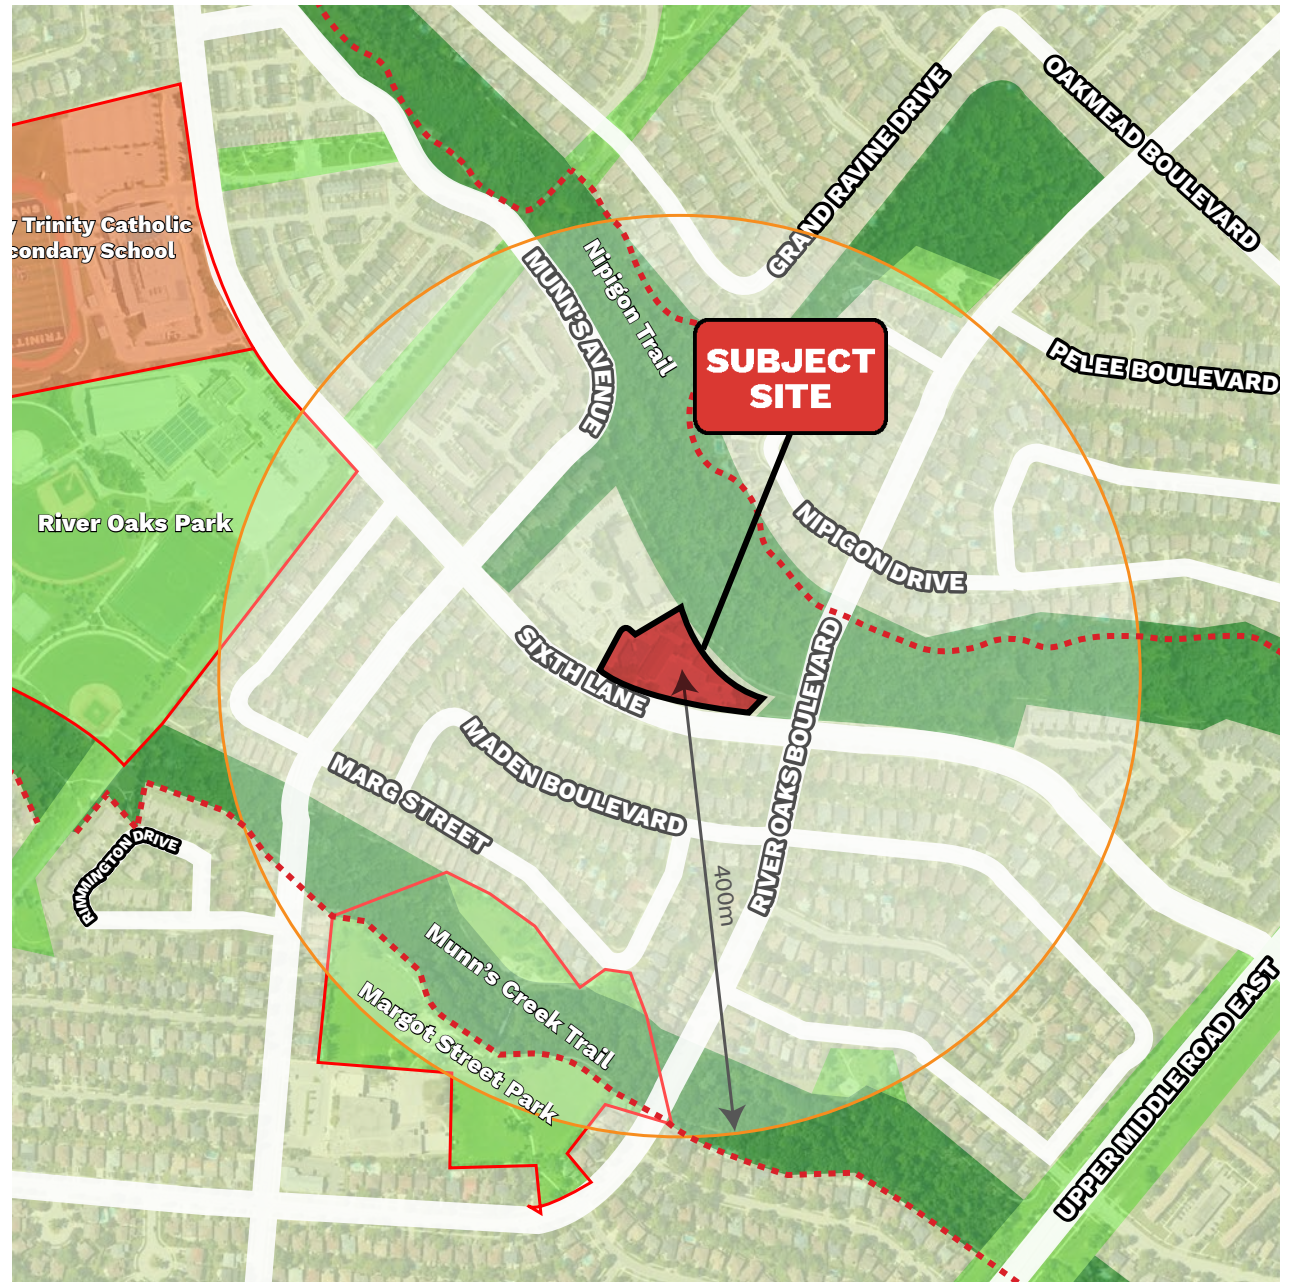 OAKMEAD BOULEVARD
GRAND RAVINE DRIVE
y Trinity Catholic
condary School
MUNN'S AVENUE
Nipigon Trail
SUBJECT
SITE
PELEE BOULEVARD
TRINIT
River Oaks Park
NIPIGON DRIVE
SIXTH LANE
RIVER OAKS BOULEVARD
MADEN BOULEVARD
MARG STREET
RIMMINGTON DRIVE
400m
Munn's Creek Trail
Margot Street Park
UPPER MIDDLE ROAD EAST